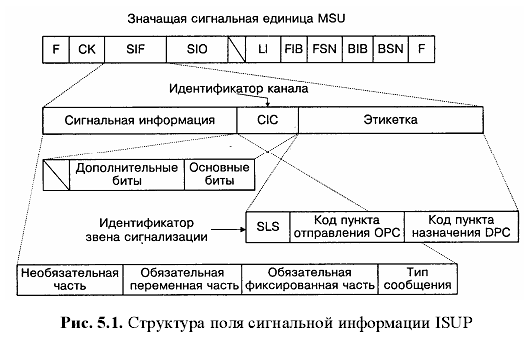 Значащая сигнальная единица MSU
F CK SIF SIO LI FIB FSN BIB BSN F
Идентификатор канала
Сигнальная информация CIC Этикетка
Дополнительные биты Основные биты
Идентификатор звена сигнализации
SLS Код пункта отправления OPC Код пункта назначения DPC
Необязательная часть Обязательная переменная часть Обязательная фиксированная часть Тип сообщения
Рис. 5.1. Структура поля сигнальной информации ISUP